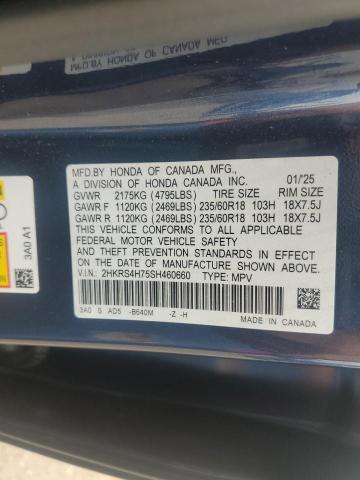 MFD.BY HONDA OF CANADA MFG., 01/25
A DIVISION OF HONDA CANADA INC.
GVWR 2175KG (4795LBS) TIRE SIZE RIM SIZE
GAWR F 1120KG (2469LBS) 235/60R18 103H 18X7.5J
GAWR R 1120KG (2469LBS) 235/60R18 103H 18X7.5J
THIS VEHICLE CONFORMS TO ALL APPLICABLE
FEDERAL MOTOR VEHICLE SAFETY AND
THEFT PREVENTION STANDARDS IN EFFECT ON
THE DATE OF MANUFACTURE SHOWN ABOVE.
V.I.N.: 2HKRS4H75SH460660 TYPE: MPV
3A0 S AD5 -B640M -Z -H
MADE IN CANADA
3A0 A1